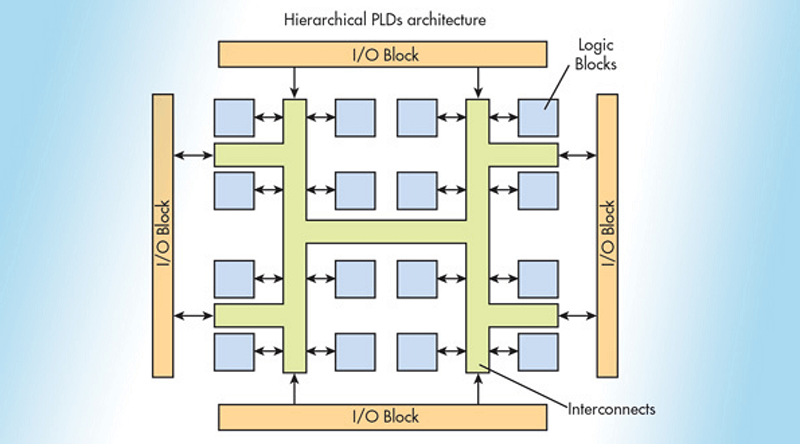 Hierarchical PLDs architecture
I/O Block
Logic
Blocks
I/O Block
I/O Block
Interconnects
I/O Block